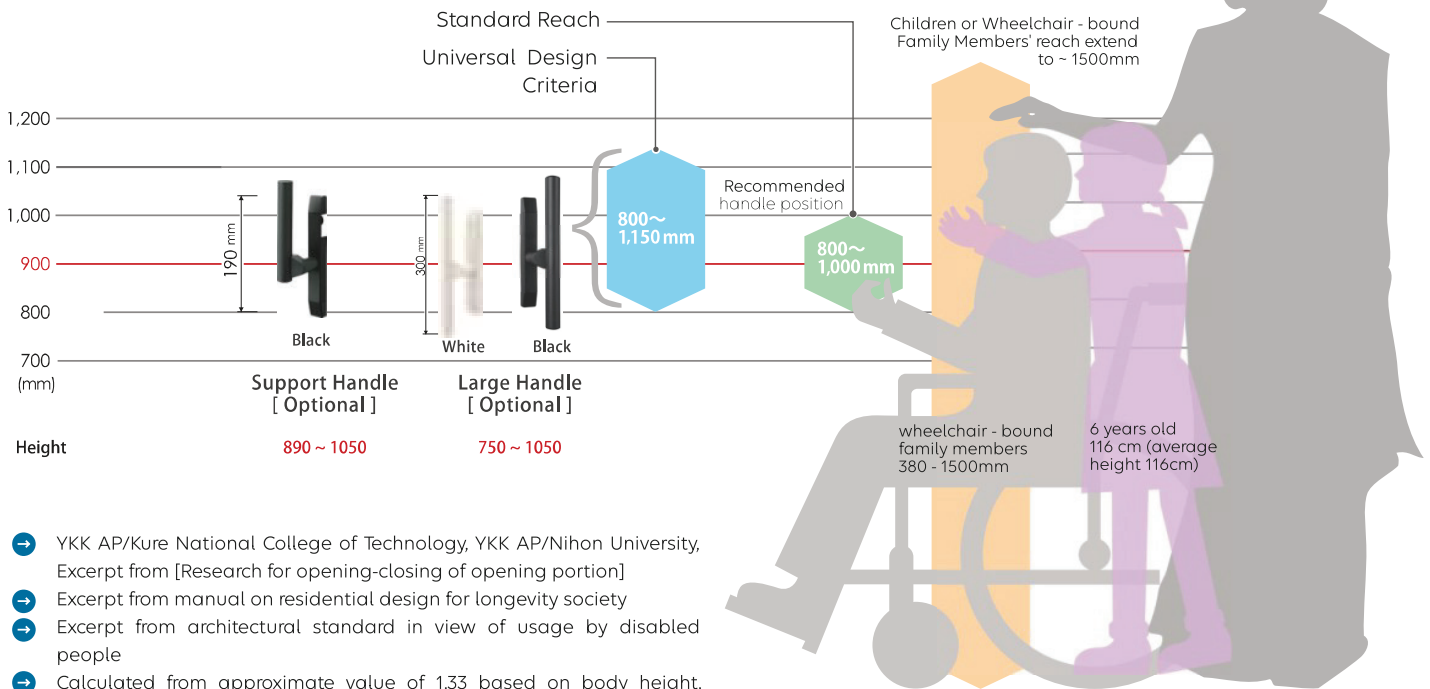 Standard Reach
Universal Design
Criteria
Children or Wheelchair - bound
Family Members' reach extend
to ~ 1500mm
1,200
1,100
1,000
900
800
700
(mm)
190 mm
300 mm
Black
White
Black
800～
1,150 mm
Recommended
handle position
800～
1,000 mm
Support Handle
[ Optional ]
Large Handle
[ Optional ]
Height
890 ~ 1050
750 ~ 1050
wheelchair - bound
family members
380 - 1500mm
6 years old
116 cm (average
height 116cm)
YKK AP/Kure National College of Technology, YKK AP/Nihon University,
Excerpt from [Research for opening-closing of opening portion]
Excerpt from manual on residential design for longevity society
Excerpt from architectural standard in view of usage by disabled
people
Calculated from approximate value of 1.33 based on body height.